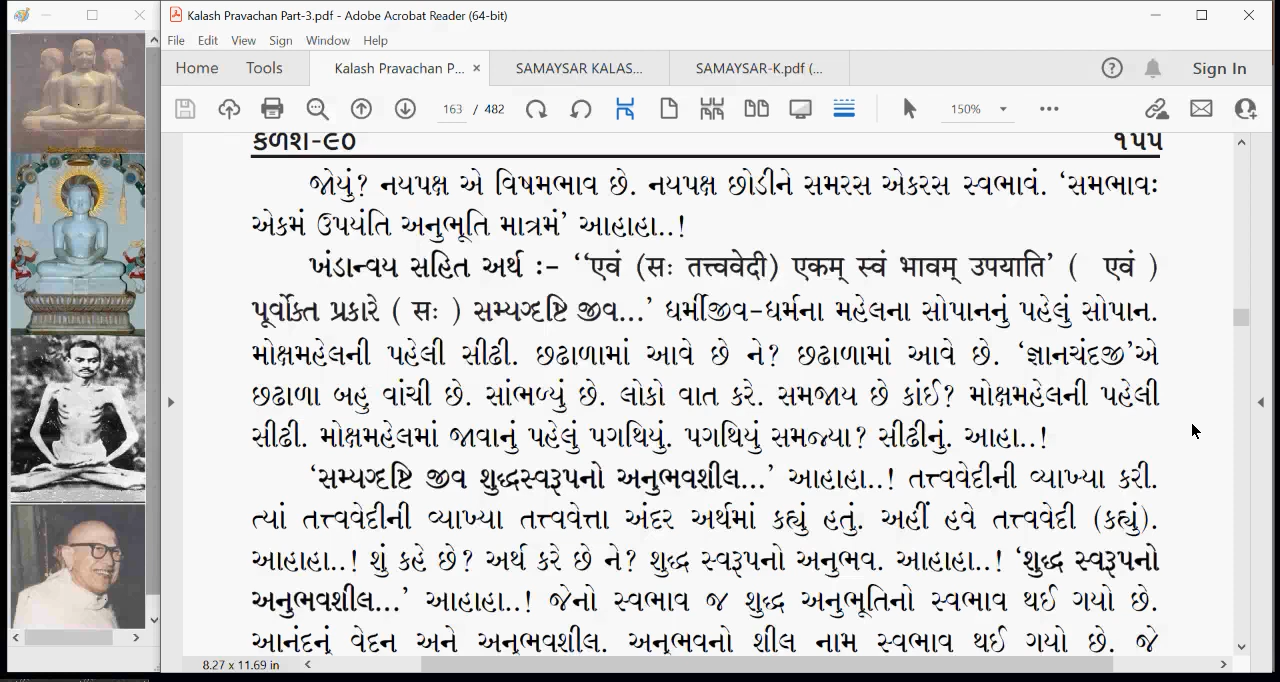 Kalash Pravachan Part-3.pdf - Adobe Acrobat Reader (64-bit)
File Edit View Sign Window Help
Home Tools Kalash Pravachan P... × SAMAYSAR KALAS... SAMAYSAR-K.pdf (... Sign In
163 / 482 150%
કળશ-૯૦ ૧૫૫
જોયું? નયપક્ષ એ વિષમભાવ છે. નયપક્ષ છોડીને સમરસ એકરસ સ્વભાવં. ‘સમભાવઃ
એકમં ઉપયંતિ અનુભૂતિ માત્રમં’ આહાહા..!
ખંડાન્વય સહિત અર્થ :- ‘‘एवं (सः तत्त्ववेदी) एकम् स्वं भावम् उपयाति’ ( एवं )
પૂર્વોક્ત પ્રકારે ( सः ) સમ્યગ્દષ્ટિ જીવ...’ ધર્મીજીવ-ધર્મના મહેલના સોપાનનું પહેલું સોપાન.
મોક્ષમહેલની પહેલી સીઢી. છઢાળામાં આવે છે ને? છઢાળામાં આવે છે. ‘જ્ઞાનચંદજી’એ
છઢાળા બહુ વાંચી છે. સાંભળ્યું છે. લોકો વાત કરે. સમજાય છે કાંઈ? મોક્ષમહેલની પહેલી
સીઢી. મોક્ષમહેલમાં જાવાનું પહેલું પગથિયું. પગથિયું સમજ્યા? સીઢીનું. આહા..!
‘સમ્યગ્દષ્ટિ જીવ શુદ્ધસ્વરૂપનો અનુભવશીલ...’ આહાહા..! તત્ત્વવેદીની વ્યાખ્યા કરી.
ત્યાં તત્ત્વવેદીની વ્યાખ્યા તત્ત્વવેત્તા અંદર અર્થમાં કહ્યું હતું. અહીં હવે તત્ત્વવેદી (કહ્યું).
આહાહા..! શું કહે છે? અર્થ કરે છે ને? શુદ્ધ સ્વરૂપનો અનુભવ. આહાહા..! ‘શુદ્ધ સ્વરૂપનો
અનુભવશીલ...’ આહાહા..! જેનો સ્વભાવ જ શુદ્ધ અનુભૂતિનો સ્વભાવ થઈ ગયો છે.
આનંદનું વેદન અને અનુભવશીલ. અનુભવનો શીલ નામ સ્વભાવ થઈ ગયો છે. જે
8.27 x 11.69 in